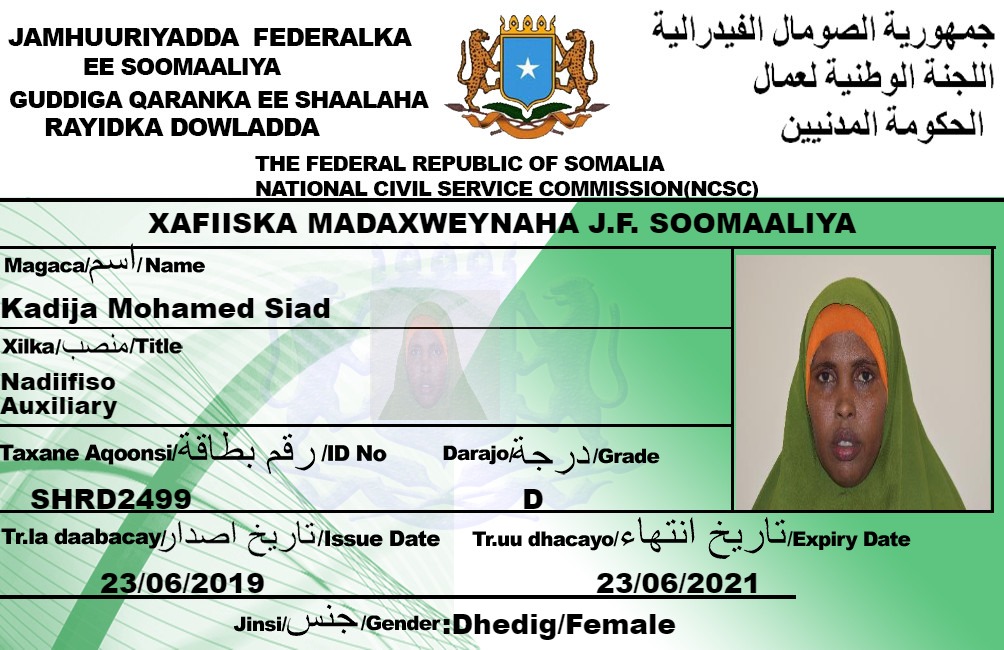 JAMHUURIYADDA FEDERALKA
EE SOOMAALIYA
GUDDIGA QARANKA EE SHAALAHA
RAYIDKA DOWLADDA
جمهورية الصومال الفيدرالية
اللجنة الوطنية لعمال
الحكومة المدنيين
THE FEDERAL REPUBLIC OF SOMALIA
NATIONAL CIVIL SERVICE COMMISSION(NCSC)
XAFIISKA MADAXWEYNAHA J.F. SOOMAALIYA
Magaca/اسم/Name
Kadija Mohamed Siad
Xilka/منصب/Title
Nadiifiso
Auxiliary
Taxane Aqoonsi/رقم بطاقة/ID No Darajo/درجة/Grade
SHRD2499 D
Tr.la daabacay/تاريخ اصدار/Issue Date Tr.uu dhacayo/تاريخ انتهاء/Expiry Date
23/06/2019 23/06/2021
Jinsi/جنس/Gender:Dhedig/Female